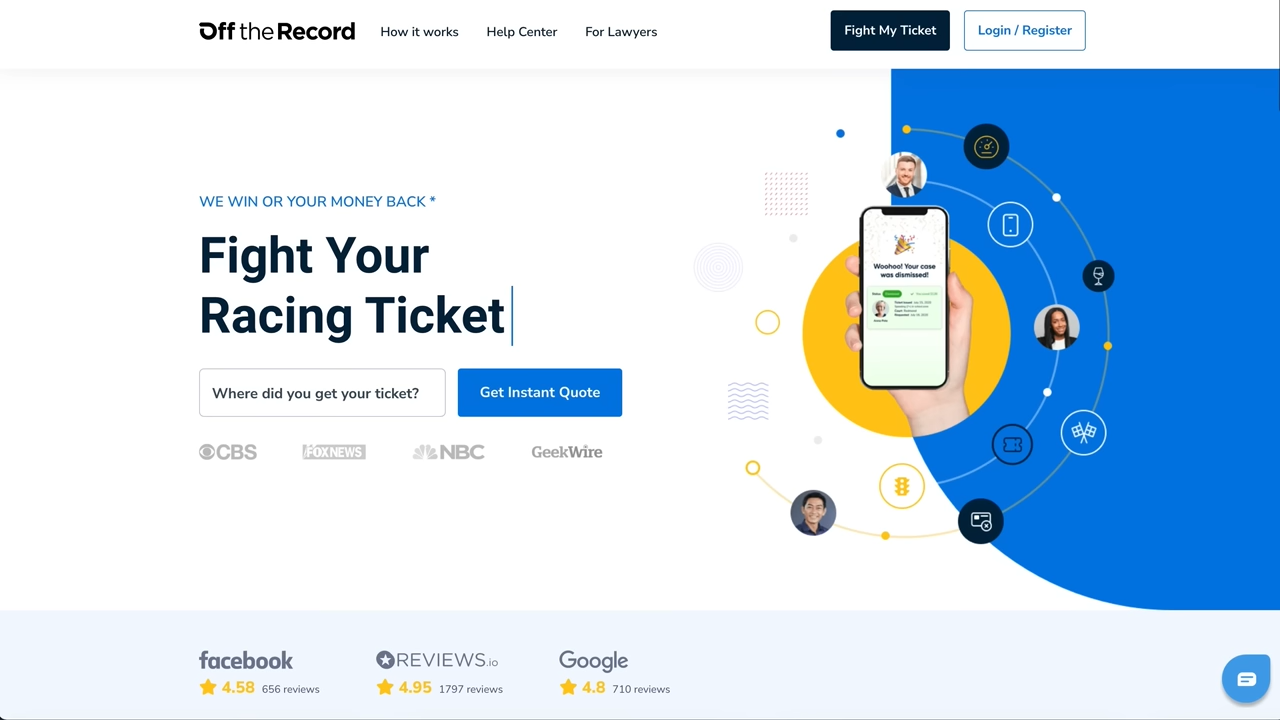 Off the Record
How it works
Help Center
For Lawyers
Fight My Ticket
Login / Register
WE WIN OR YOUR MONEY BACK *
Fight Your
Racing Ticket
Where did you get your ticket?
Get Instant Quote
CBS
FOX NEWS
NBC
GeekWire
Woohoo! Your case
was dismissed!
facebook
4.58 656 reviews
REVIEWS.io
4.95 1797 reviews
Google
4.8 710 reviews